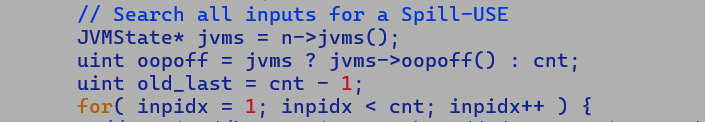 // Search all inputs for a Spill-USE
JVMState* jvms = n->jvms();
uint oopoff = jvms ? jvms->oopoff() : cnt;
uint old_last = cnt - 1;
for( inpidx = 1; inpidx < cnt; inpidx++ ) {